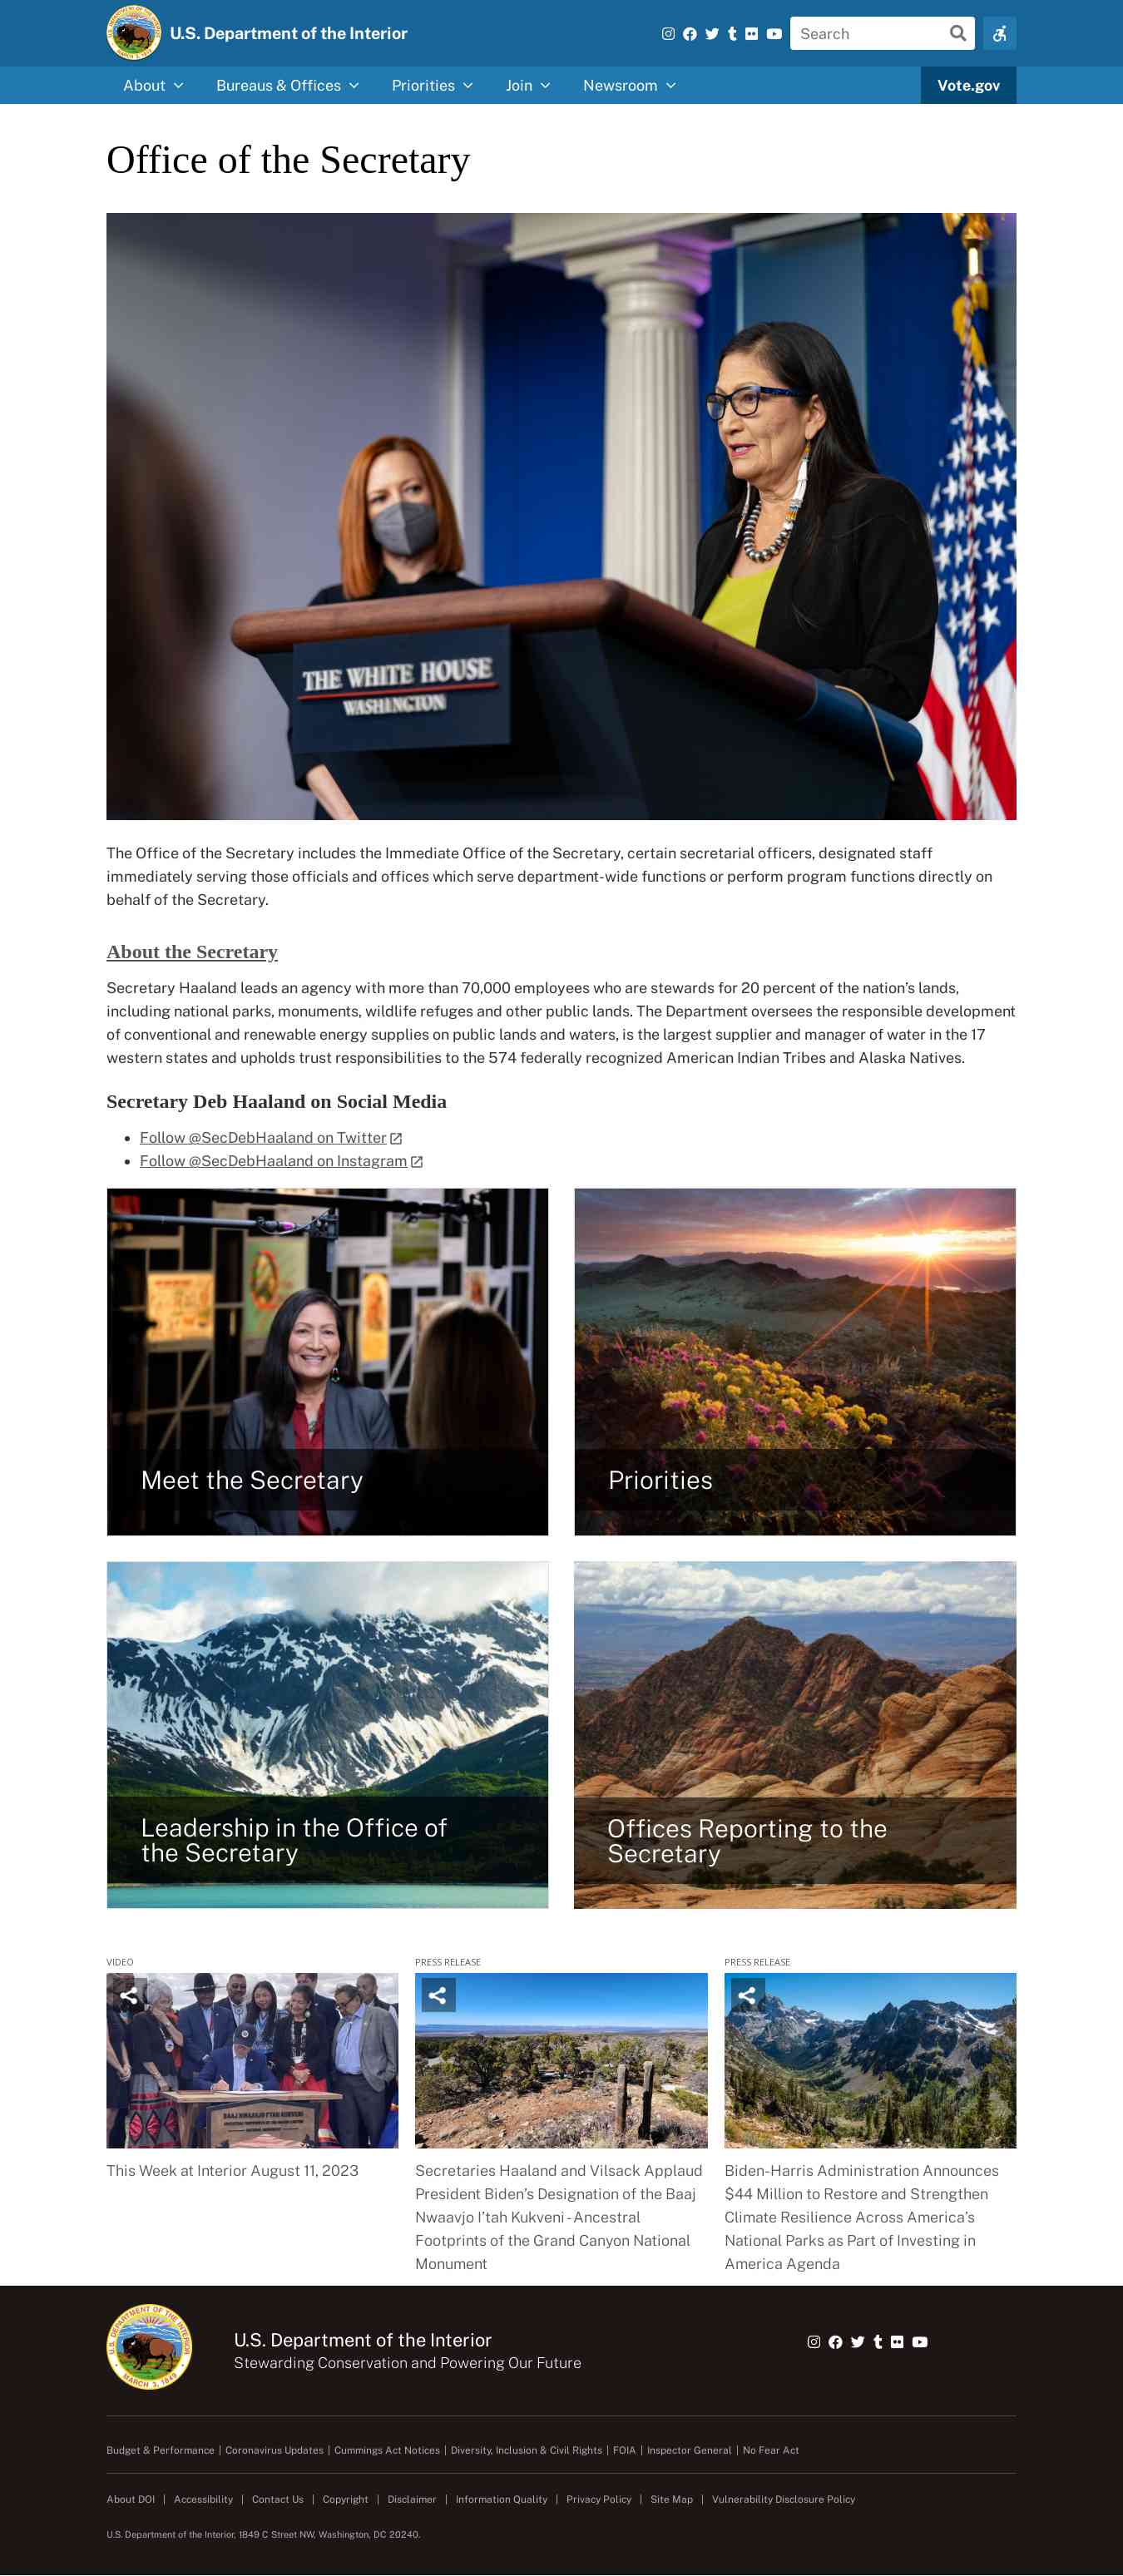 U.S. Department of the Interior
Search
About
Bureaus & Offices
Priorities
Join
Newsroom
Vote.gov
Office of the Secretary
THE WHITE HOUSE
WASHINGTON
The Office of the Secretary includes the Immediate Office of the Secretary, certain secretarial officers, designated staff
immediately serving those officials and offices which serve department-wide functions or perform program functions directly on
behalf of the Secretary.
About the Secretary
Secretary Haaland leads an agency with more than 70,000 employees who are stewards for 20 percent of the nation’s lands,
including national parks, monuments, wildlife refuges and other public lands. The Department oversees the responsible development
of conventional and renewable energy supplies on public lands and waters, is the largest supplier and manager of water in the 17
western states and upholds trust responsibilities to the 574 federally recognized American Indian Tribes and Alaska Natives.
Secretary Deb Haaland on Social Media
Follow @SecDebHaaland on Twitter
Follow @SecDebHaaland on Instagram
Meet the Secretary
Priorities
Leadership in the Office of
the Secretary
Offices Reporting to the
Secretary
VIDEO
PRESS RELEASE
PRESS RELEASE
BAAJ NWAAVJO I'TAH KUKVENI
This Week at Interior August 11, 2023
Secretaries Haaland and Vilsack Applaud
President Biden’s Designation of the Baaj
Nwaavjo I’tah Kukveni - Ancestral
Footprints of the Grand Canyon National
Monument
Biden-Harris Administration Announces
$44 Million to Restore and Strengthen
Climate Resilience Across America’s
National Parks as Part of Investing in
America Agenda
U.S. DEPARTMENT OF THE INTERIOR
MARCH 3, 1849
U.S. Department of the Interior
Stewarding Conservation and Powering Our Future
Budget & Performance | Coronavirus Updates | Cummings Act Notices | Diversity, Inclusion & Civil Rights | FOIA | Inspector General | No Fear Act
About DOI | Accessibility | Contact Us | Copyright | Disclaimer | Information Quality | Privacy Policy | Site Map | Vulnerability Disclosure Policy
U.S. Department of the Interior, 1849 C Street NW, Washington, DC 20240.